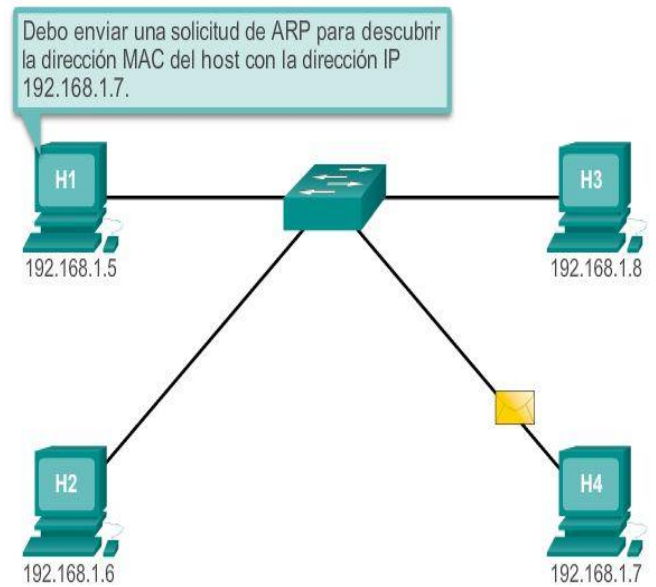 Debo enviar una solicitud de ARP para descubrir
la dirección MAC del host con la dirección IP
192.168.1.7.
H1
H3
192.168.1.5
192.168.1.8
H2
H4
192.168.1.6
192.168.1.7